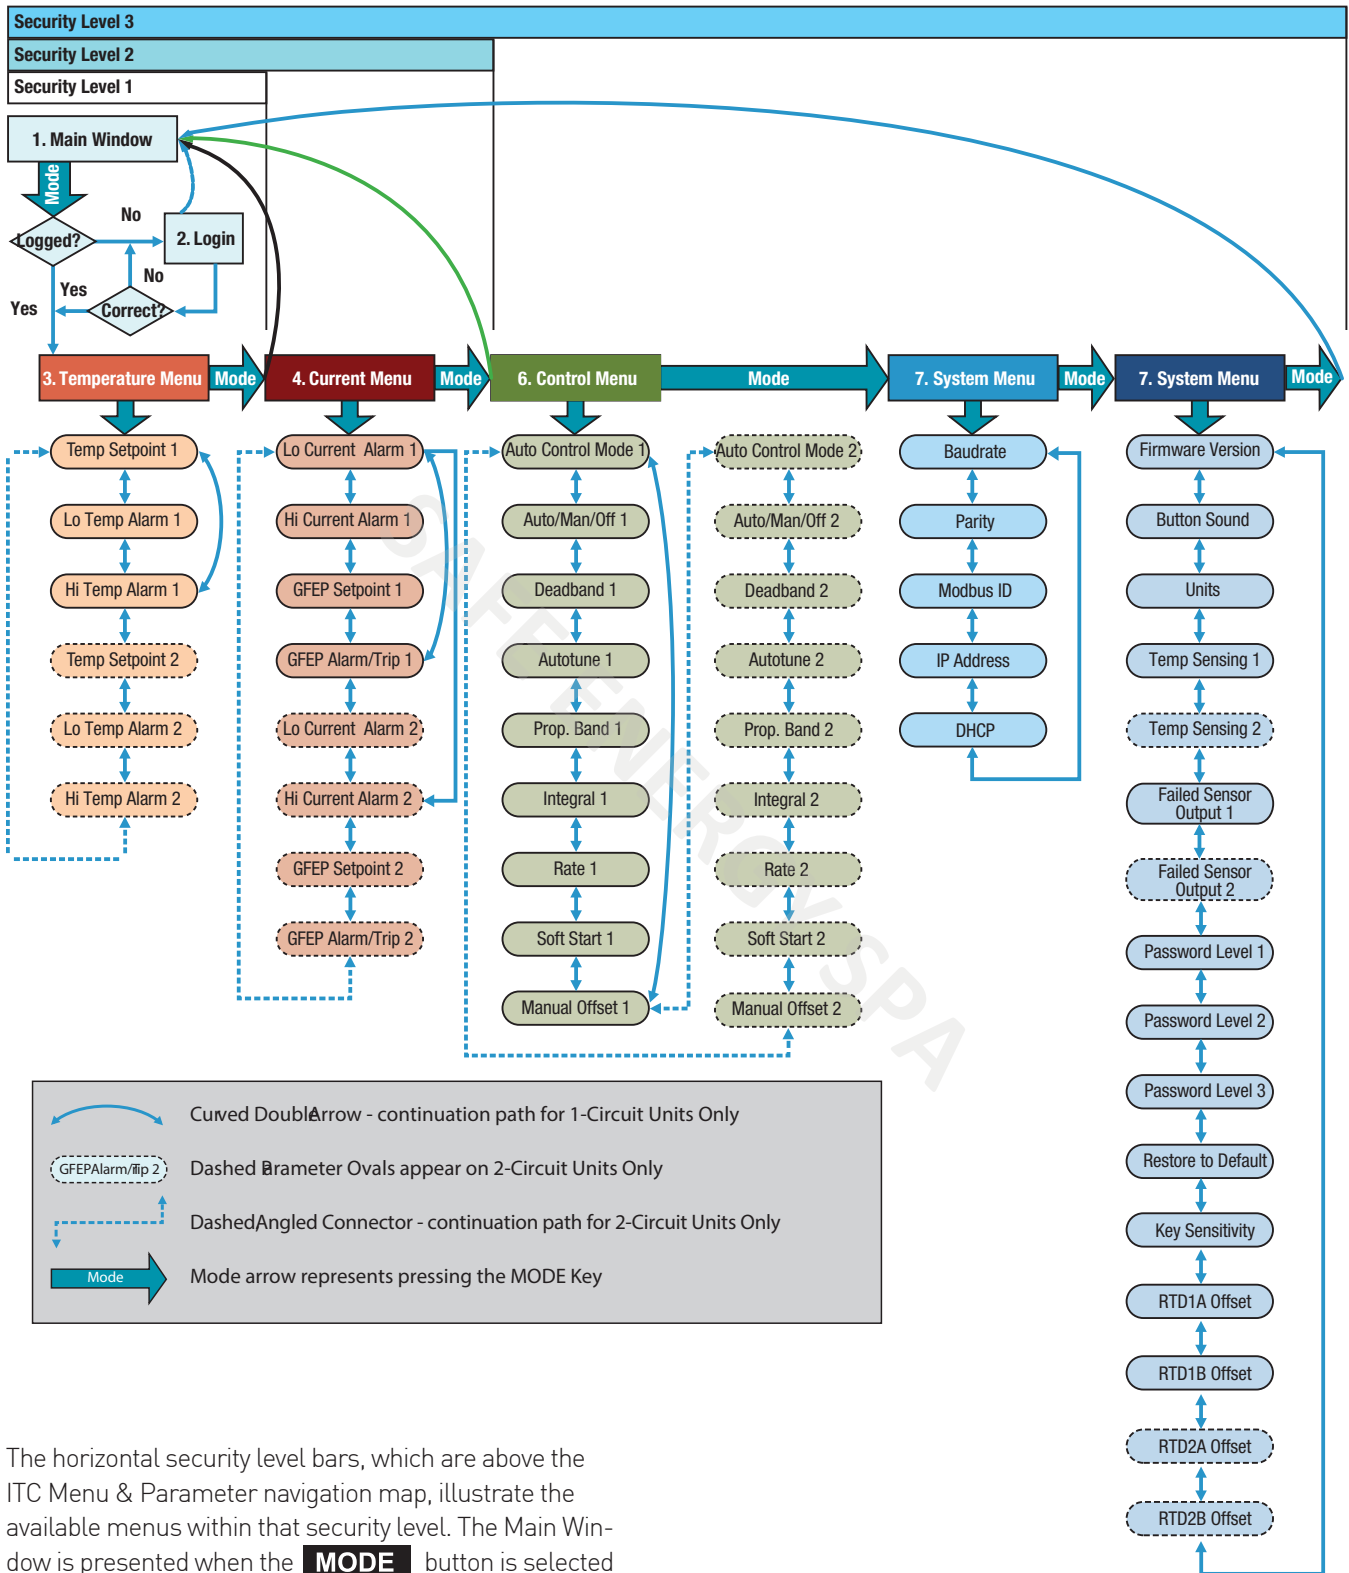 Security Level 3
Security Level 2
Security Level 1
1. Main Window
Mode
No
Logged?
2. Login
No
Yes
Correct?
Yes
3. Temperature Menu
Mode
4. Current Menu
Mode
6. Control Menu
Mode
7. System Menu
Mode
7. System Menu
Mode
Temp Setpoint 1
Lo Temp Alarm 1
Hi Temp Alarm 1
Temp Setpoint 2
Lo Temp Alarm 2
Hi Temp Alarm 2
Lo Current Alarm 1
Hi Current Alarm 1
GFEP Setpoint 1
GFEP Alarm/Trip 1
Lo Current Alarm 2
Hi Current Alarm 2
GFEP Setpoint 2
GFEP Alarm/Trip 2
Auto Control Mode 1
Auto/Man/Off 1
Deadband 1
Autotune 1
Prop. Band 1
Integral 1
Rate 1
Soft Start 1
Manual Offset 1
Auto Control Mode 2
Auto/Man/Off 2
Deadband 2
Autotune 2
Prop. Band 2
Integral 2
Rate 2
Soft Start 2
Manual Offset 2
Baudrate
Parity
Modbus ID
IP Address
DHCP
Firmware Version
Button Sound
Units
Temp Sensing 1
Temp Sensing 2
Failed Sensor
Output 1
Failed Sensor
Output 2
Password Level 1
Password Level 2
Password Level 3
Restore to Default
Key Sensitivity
RTD1A Offset
RTD1B Offset
RTD2A Offset
RTD2B Offset
SAFE ENERGY SPA
Curved Double Arrow - continuation path for 1-Circuit Units Only
GFEP Alarm/Trip 2
Dashed Parameter Ovals appear on 2-Circuit Units Only
Dashed, Angled Connector - continuation path for 2-Circuit Units Only
Mode
Mode arrow represents pressing the MODE Key
The horizontal security level bars, which are above the
ITC Menu & Parameter navigation map, illustrate the
available menus within that security level. The Main Win-
dow is presented when the MODE button is selected